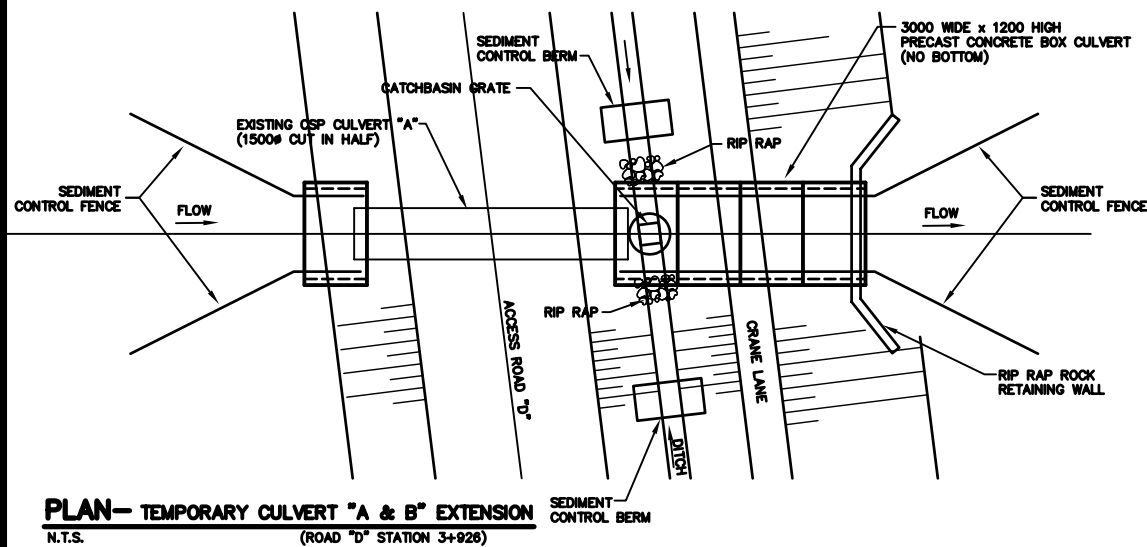 3000 WIDE x 1200 HIGH
PRECAST CONCRETE BOX CULVERT
(NO BOTTOM)
SEDIMENT
CONTROL BERM
CATCHBASIN GRATE
EXISTING CSP CULVERT "A"
(1500ø CUT IN HALF)
RIP RAP
SEDIMENT
CONTROL FENCE
FLOW
FLOW
SEDIMENT
CONTROL FENCE
RIP RAP
ACCESS ROAD "D"
CRANE LANE
RIP RAP ROCK
RETAINING WALL
DITCH
SEDIMENT
CONTROL BERM
PLAN- TEMPORARY CULVERT "A & B" EXTENSION
N.T.S. (ROAD "D" STATION 3+926)